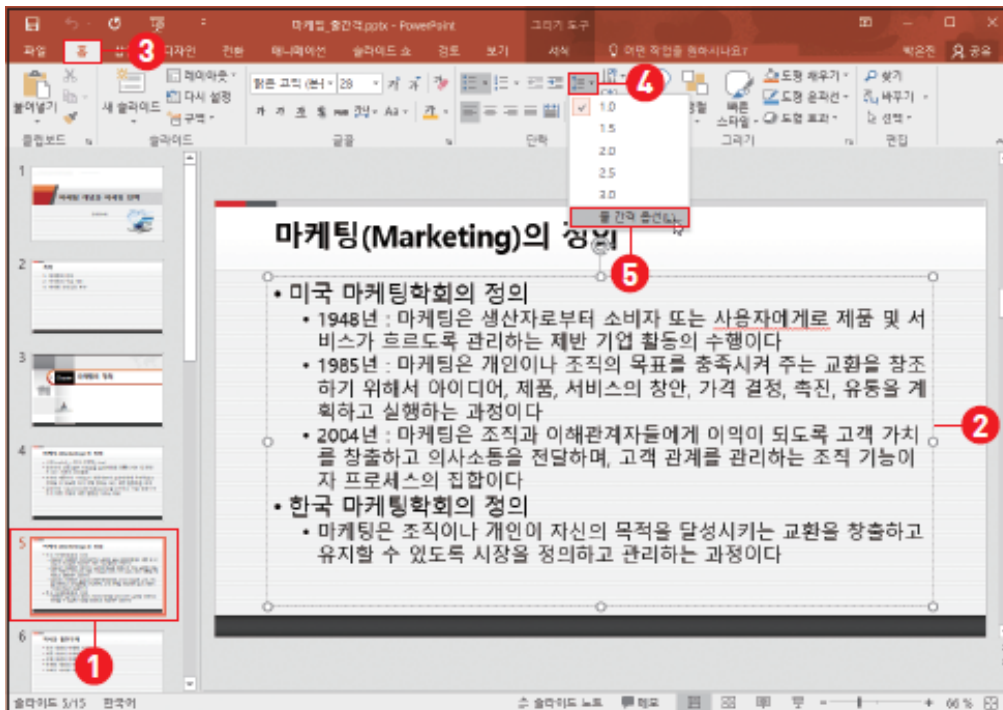 마케팅_줄간격.pptx - PowerPoint
그리기 도구
파일 홈 디자인 전환 애니메이션 슬라이드 쇼 검토 보기 서식 어떤 작업을 원하시나요? 박은진 공유
붙여넣기
새 슬라이드
레이아웃
다시 설정
구역
맑은 고딕 (본 28
도형 채우기
도형 윤곽선
도형 효과
빠른 스타일
찾기
바꾸기
선택
클립보드 슬라이드 글꼴 단락 그리기 편집
1.0
1.5
2.0
2.5
3.0
줄 간격 옵션(L)...
1
2
3
4
5
6
마케팅(Marketing)의 정의
• 미국 마케팅학회의 정의
• 1948년 : 마케팅은 생산자로부터 소비자 또는 사용자에게로 제품 및 서
비스가 흐르도록 관리하는 제반 기업 활동의 수행이다
• 1985년 : 마케팅은 개인이나 조직의 목표를 충족시켜 주는 교환을 창조
하기 위해서 아이디어, 제품, 서비스의 창안, 가격 결정, 촉진, 유통을 계
획하고 실행하는 과정이다
• 2004년 : 마케팅은 조직과 이해관계자들에게 이익이 되도록 고객 가치
를 창출하고 의사소통을 전달하며, 고객 관계를 관리하는 조직 기능이
자 프로세스의 집합이다
• 한국 마케팅학회의 정의
• 마케팅은 조직이나 개인이 자신의 목적을 달성시키는 교환을 창출하고
유지할 수 있도록 시장을 정의하고 관리하는 과정이다
1
2
3
4
5
슬라이드 5/15 한국어 슬라이드 노트 메모 66 %